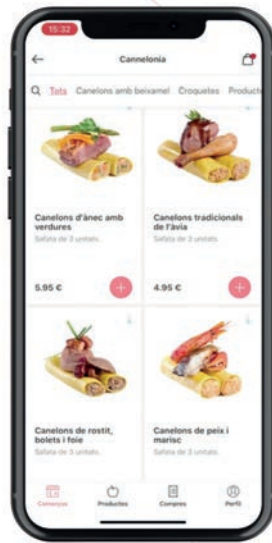 15:32
Cannelonia
Tots Canelons amb beixamel Croquetes Product
Canelons d'ànec amb
verdures
Safata de 3 unitats.
5.95 €
Canelons tradicionals
de l'àvia
Safata de 3 unitats.
4.95 €
Canelons de rostit,
bolets i foie
Safata de 3 unitats.
Canelons de peix i
marisc
Safata de 3 unitats.
Comerços Productes Compres Perfil